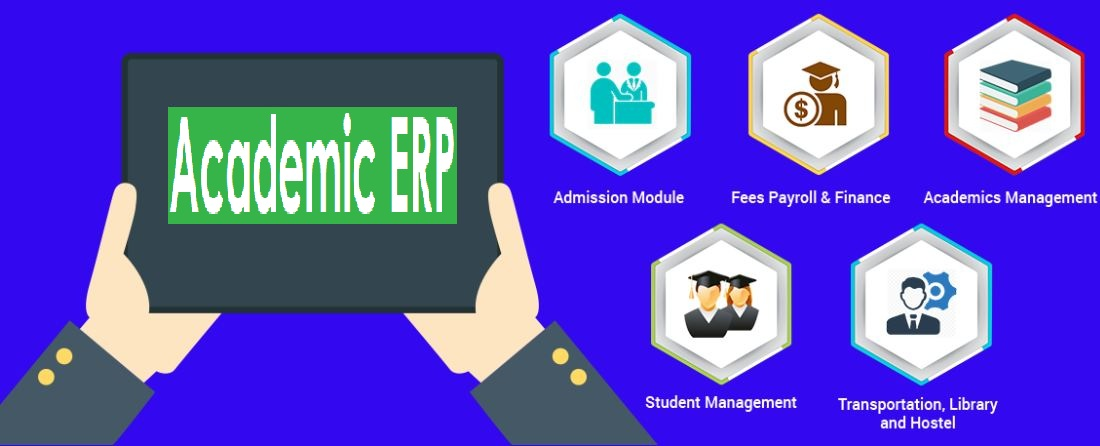 Academic ERP
Admission Module
Fees Payroll & Finance
Academics Management
Student Management
Transportation, Library
and Hostel